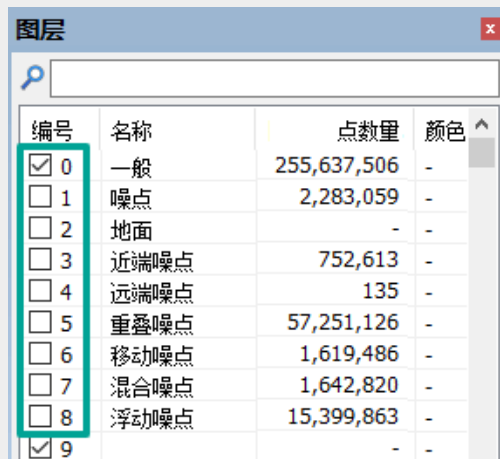 图层
编号 名称 点数量 颜色
0 一般 255,637,506 -
1 噪点 2,283,059 -
2 地面 - -
3 近端噪点 752,613 -
4 远端噪点 135 -
5 重叠噪点 57,251,126 -
6 移动噪点 1,619,486 -
7 混合噪点 1,642,820 -
8 浮动噪点 15,399,863 -
9 - -